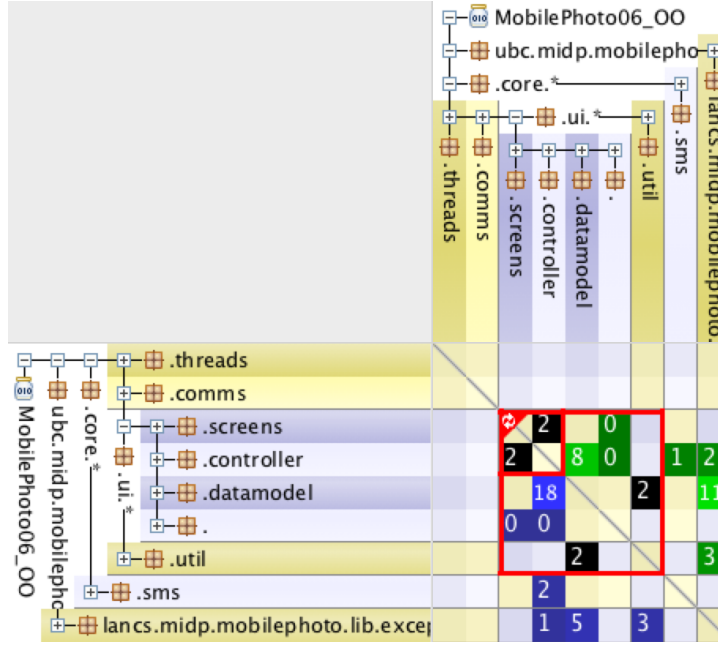 MobilePhoto06_OO
ubc.midp.mobilepho
.core.*
.ui.*
.threads
.comms
.screens
.controller
.datamodel
.
.util
.sms
lancs.midp.mobilephoto.
MobilePhoto06_OO
ubc.midp.mobilepho
.core.*
.ui.*
.threads
.comms
.screens 2 0
.controller 2 8 0 1 2
.datamodel 18 2 11
. 0 0
.util 2 3
.sms 2
lancs.midp.mobilephoto.lib.excep 1 5 3